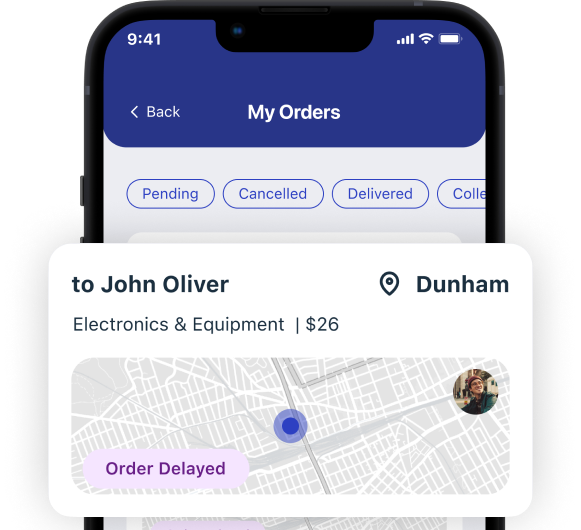 9:41
Back
My Orders
Pending
Cancelled
Delivered
Colle
to John Oliver
Dunham
Electronics & Equipment | $26
Order Delayed